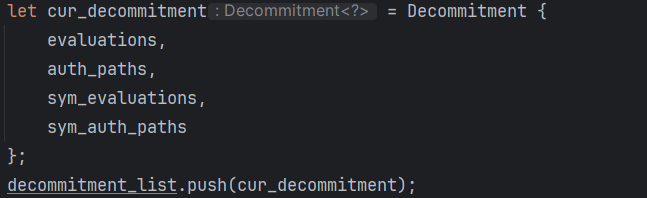 let cur_decommitment : Decommitment<?> = Decommitment {
    evaluations,
    auth_paths,
    sym_evaluations,
    sym_auth_paths
};
decommitment_list.push(cur_decommitment);